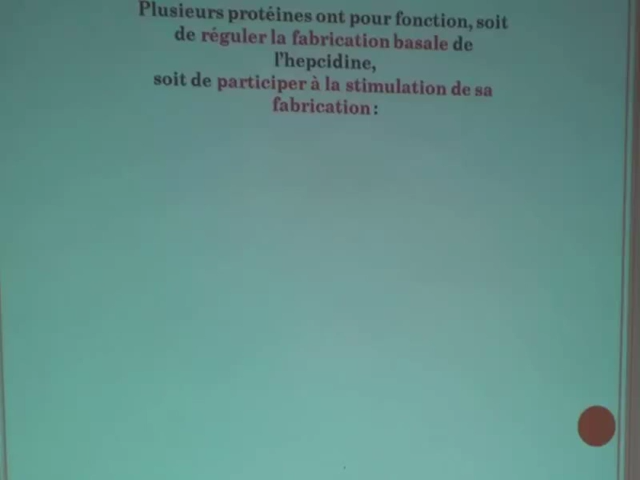 Plusieurs protéines ont pour fonction, soit
de réguler la fabrication basale de
l'hepcidine,
soit de participer à la stimulation de sa
fabrication :